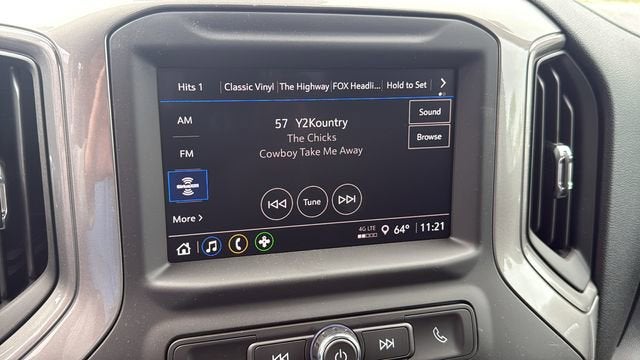 Hits 1 Classic Vinyl The Highway FOX Headli... Hold to Set
AM
57 Y2Kountry
Sound
The Chicks
Browse
FM
Cowboy Take Me Away
Tune
More
4G LTE
64° 11:21